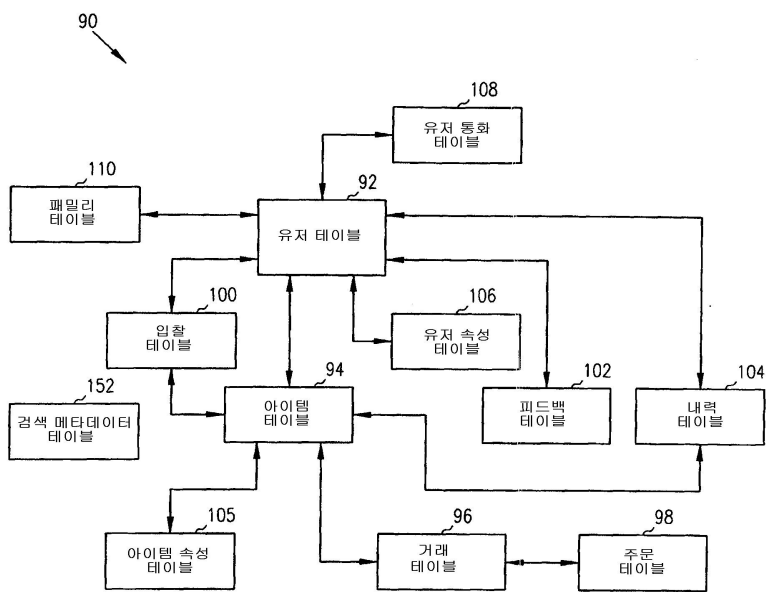 90
108
유저 통화
테이블
110
패밀리
테이블
92
유저 테이블
100
입찰
테이블
106
유저 속성
테이블
152
검색 메타데이터
테이블
94
아이템
테이블
102
피드백
테이블
104
내력
테이블
105
아이템 속성
테이블
96
거래
테이블
98
주문
테이블